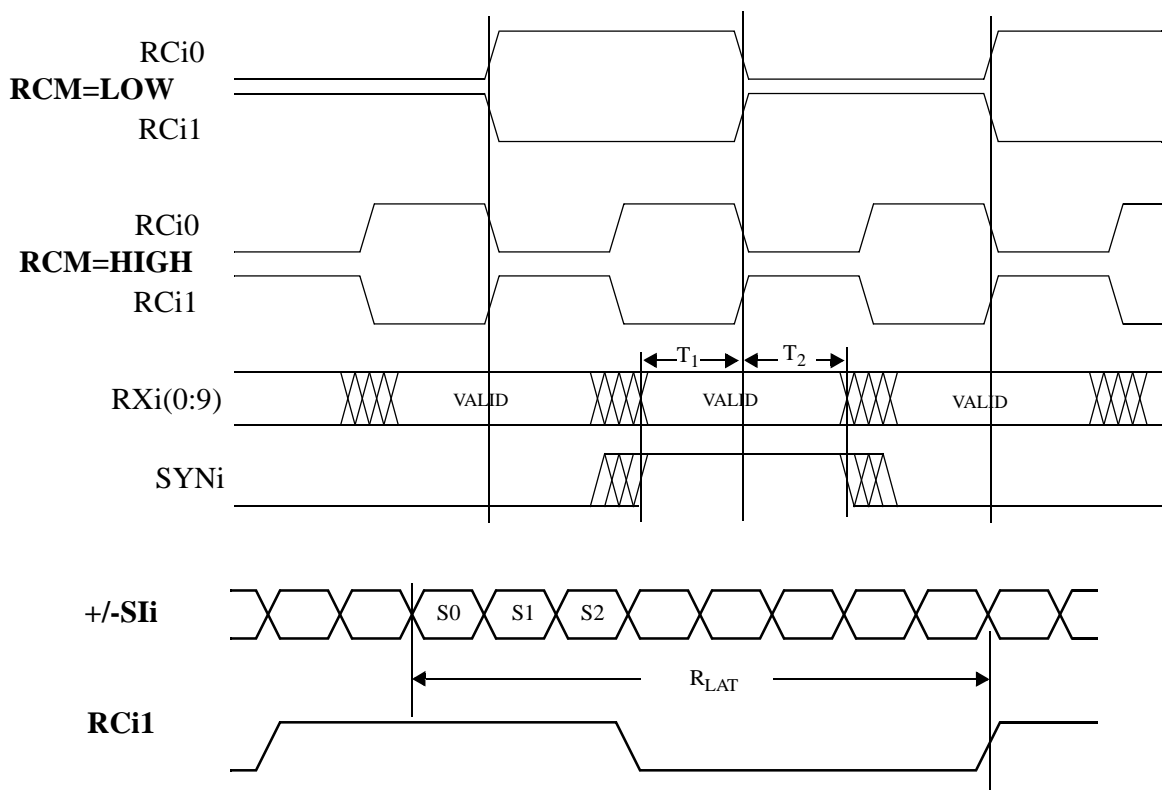 RCi0
RCM=LOW
RCi1
RCi0
RCM=HIGH
RCi1
T1 T2
RXi(0:9) VALID VALID VALID
SYNi
+/-SIi S0 S1 S2
RLAT
RCi1